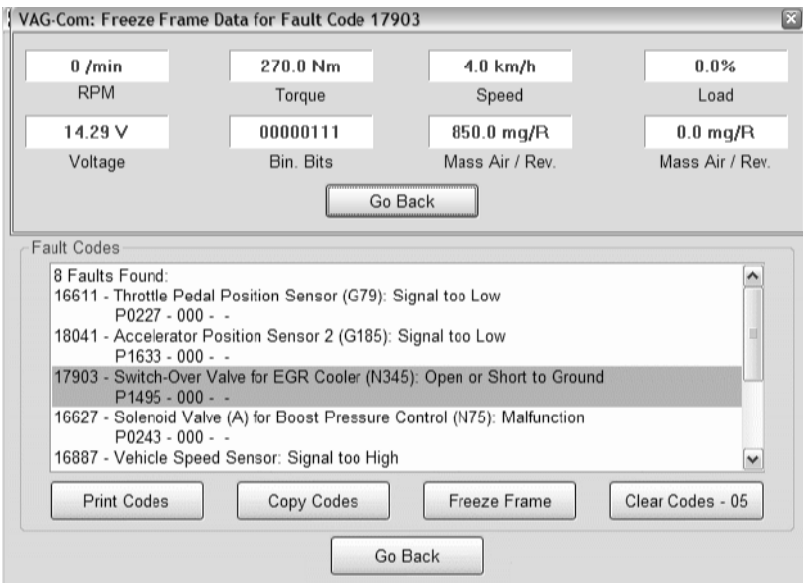 VAG-Com: Freeze Frame Data for Fault Code 17903
0 /min 270.0 Nm 4.0 km/h 0.0%
RPM Torque Speed Load
14.29 V 00000111 850.0 mg/R 0.0 mg/R
Voltage Bin. Bits Mass Air / Rev. Mass Air / Rev.
Go Back
Fault Codes
8 Faults Found:
16611 - Throttle Pedal Position Sensor (G79): Signal too Low
P0227 - 000 - -
18041 - Accelerator Position Sensor 2 (G185): Signal too Low
P1633 - 000 - -
17903 - Switch-Over Valve for EGR Cooler (N345): Open or Short to Ground
P1495 - 000 - -
16627 - Solenoid Valve (A) for Boost Pressure Control (N75): Malfunction
P0243 - 000 - -
16887 - Vehicle Speed Sensor: Signal too High
Print Codes Copy Codes Freeze Frame Clear Codes - 05
Go Back